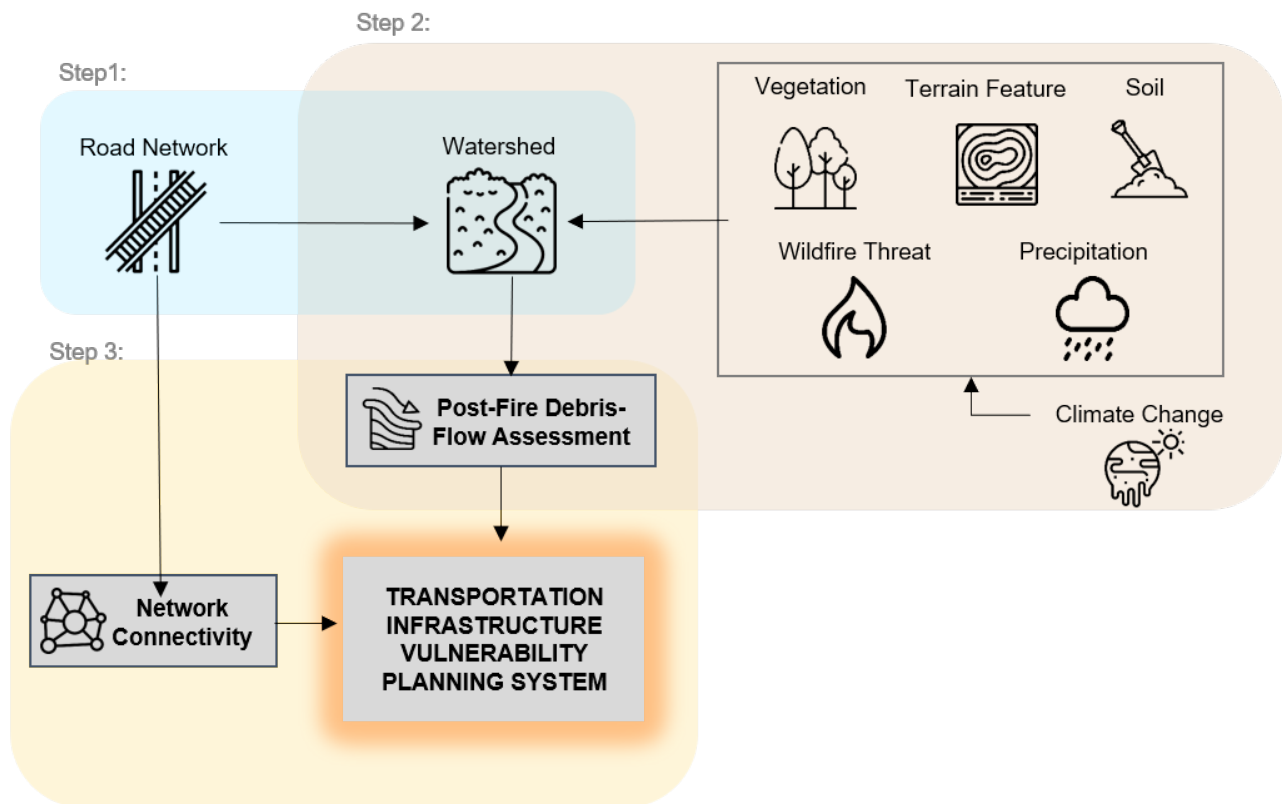 Step 2:
Step1:
Vegetation
Terrain Feature
Soil
Road Network
Watershed
Wildfire Threat
Precipitation
Step 3:
Post-Fire Debris-
Flow Assessment
Climate Change
Network
Connectivity
TRANSPORTATION
INFRASTRUCTURE
VULNERABILITY
PLANNING SYSTEM